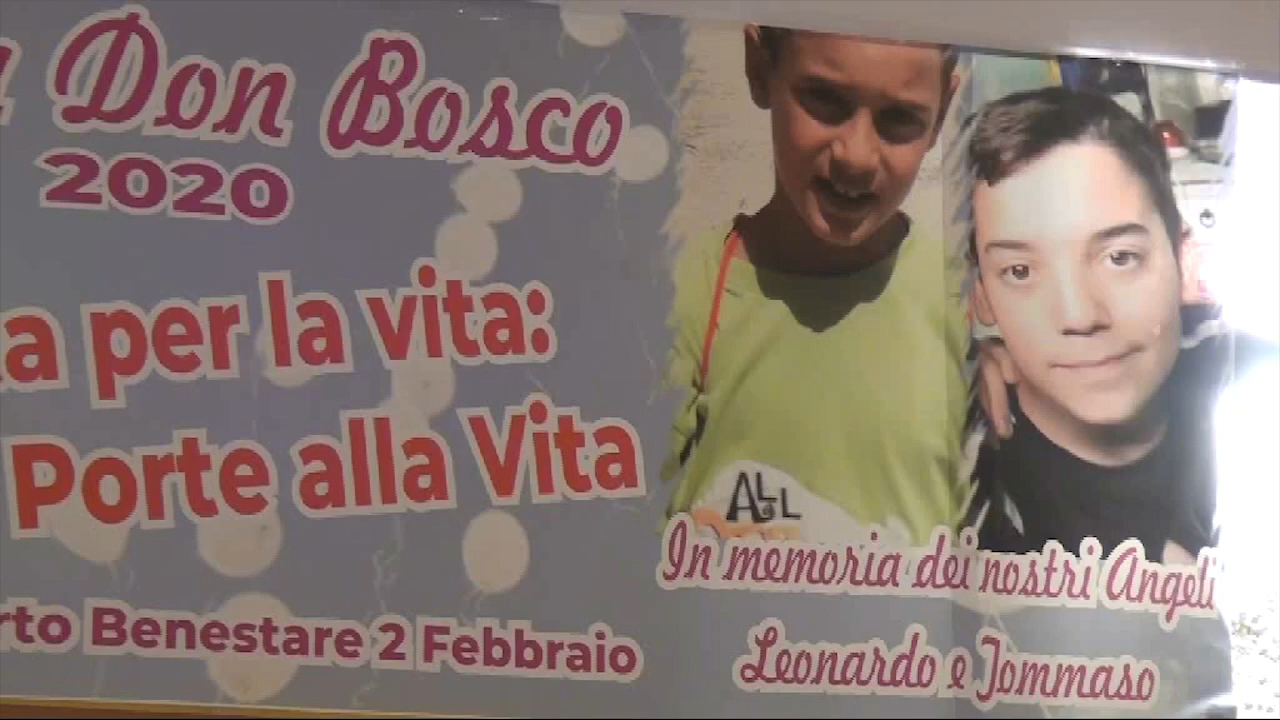 Don Bosco
2020
a per la vita:
Porte alla Vita
rto Benestare 2 Febbraio
ALL
In memoria dei nostri Angeli
Leonardo e Tommaso